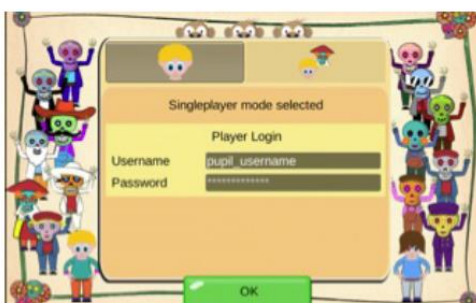 Singleplayer mode selected
Player Login
Username pupil_username
Password *************
OK